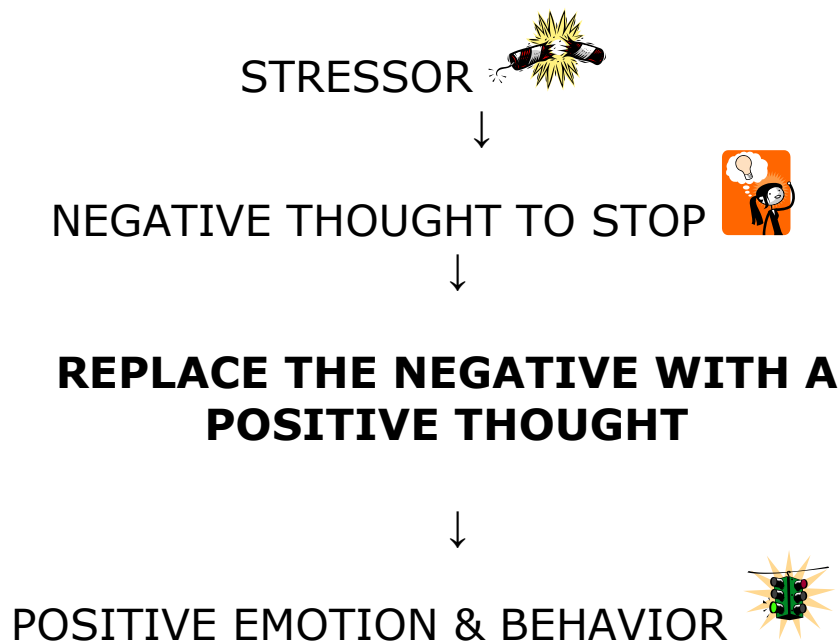 STRESSOR
↓
NEGATIVE THOUGHT TO STOP
↓
REPLACE THE NEGATIVE WITH A
POSITIVE THOUGHT
↓
POSITIVE EMOTION & BEHAVIOR